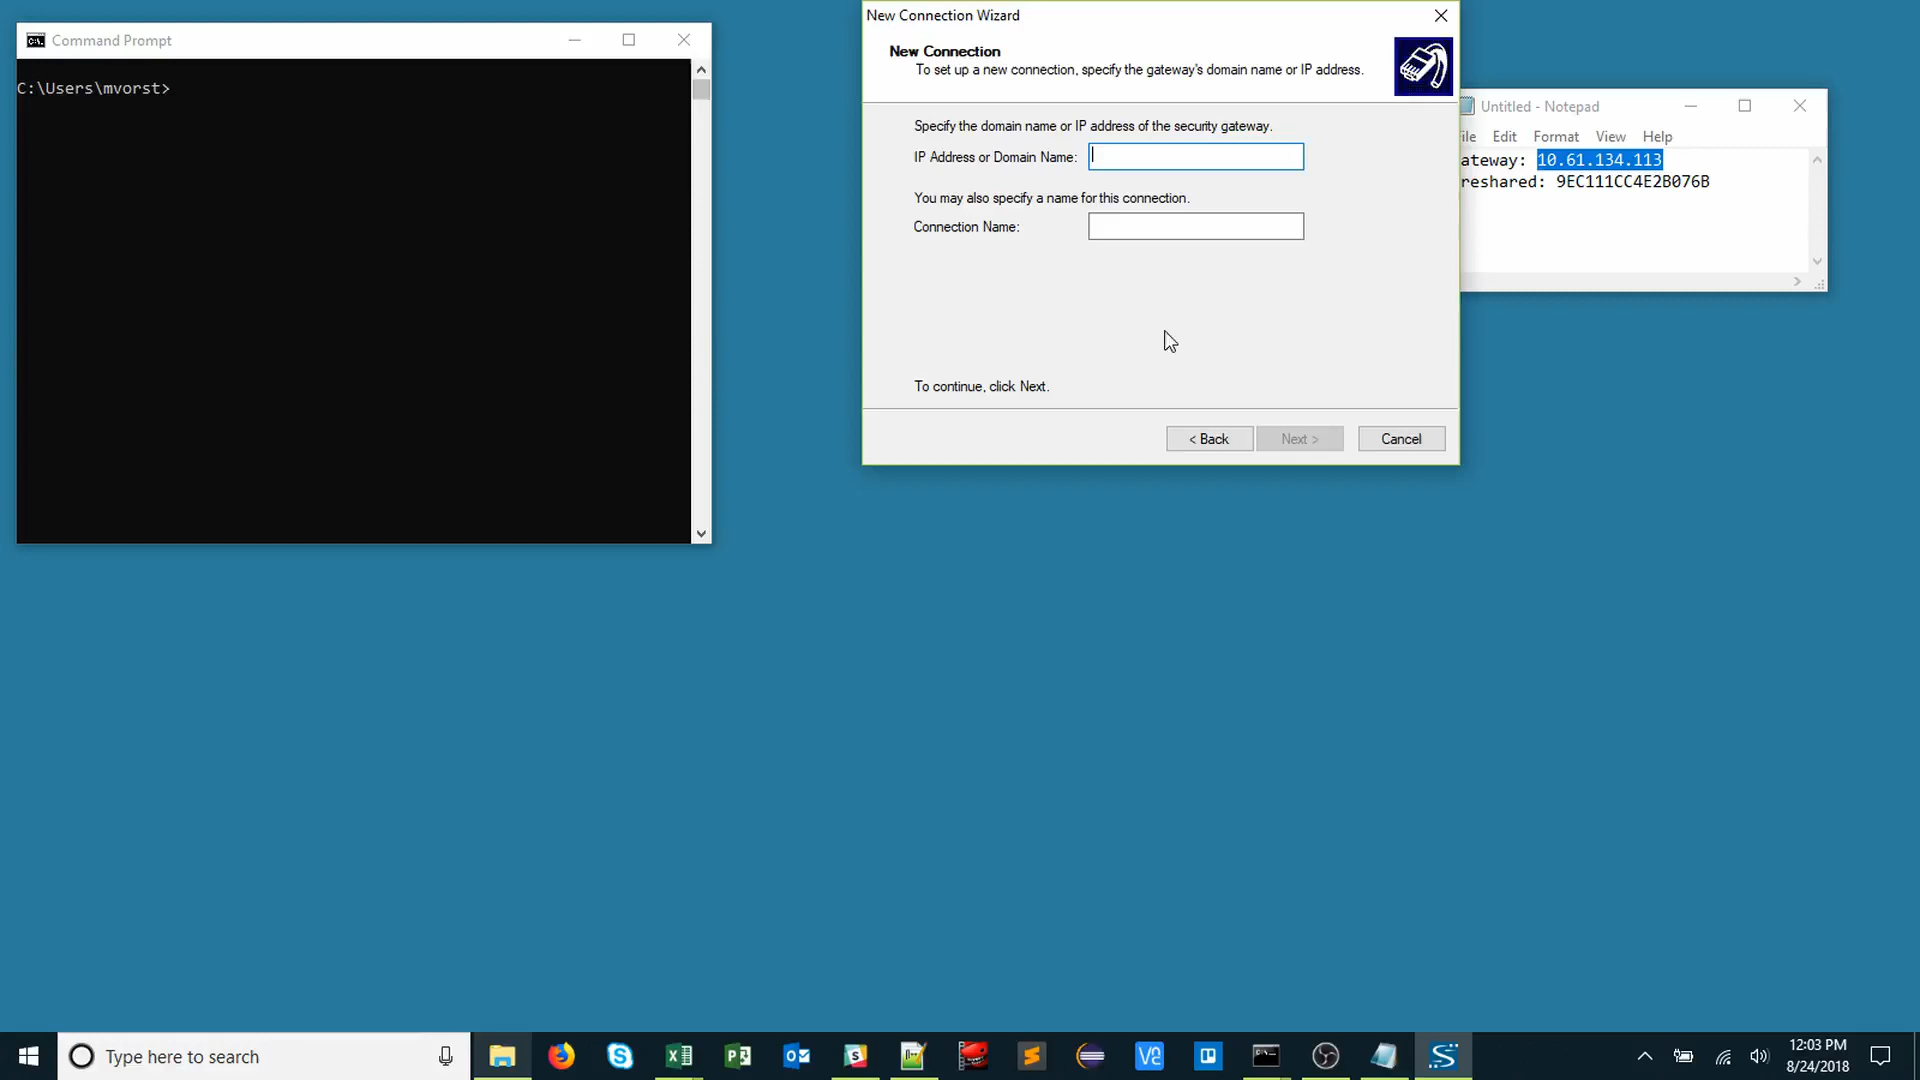 Command Prompt
C:\Users\mvorst>
New Connection Wizard
New Connection
To set up a new connection, specify the gateway's domain name or IP address.
Specify the domain name or IP address of the security gateway.
IP Address or Domain Name:
You may also specify a name for this connection.
Connection Name:
To continue, click Next.
< Back
Next >
Cancel
Untitled - Notepad
ile Edit Format View Help
ateway: 10.61.134.113
reshared: 9EC111CC4E2B076B
Type here to search
12:03 PM
8/24/2018